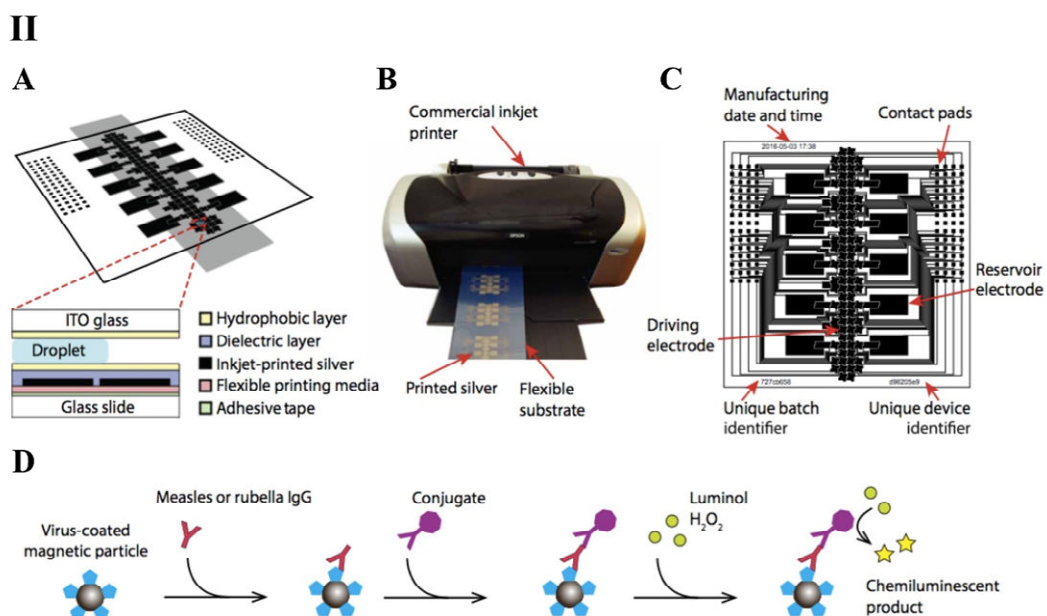 II
A
ITO glass
Droplet
Glass slide
Hydrophobic layer
Dielectric layer
Inkjet-printed silver
Flexible printing media
Adhesive tape
B
Commercial inkjet
printer
EPSON
Printed silver
Flexible
substrate
C
Manufacturing
date and time
Contact pads
2016-05-03 17:38
Reservoir
electrode
Driving
electrode
727cb658
d98205e9
Unique batch
identifier
Unique device
identifier
D
Virus-coated
magnetic particle
Measles or rubella IgG
Conjugate
Luminol
H₂O₂
Chemiluminescent
product